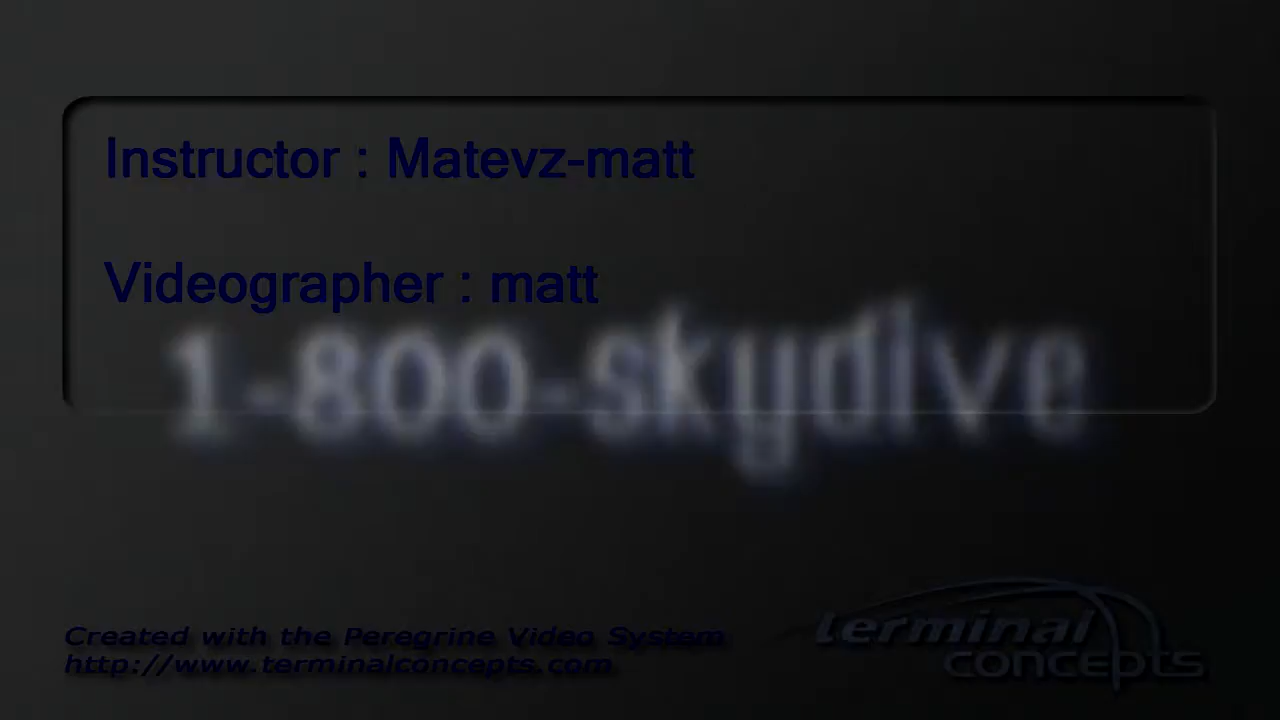 Instructor : Matevz-matt
Videographer : matt
1-800-skydive
Created with the Peregrine Video System
http://www.terminalconcepts.com
terminal
concepts